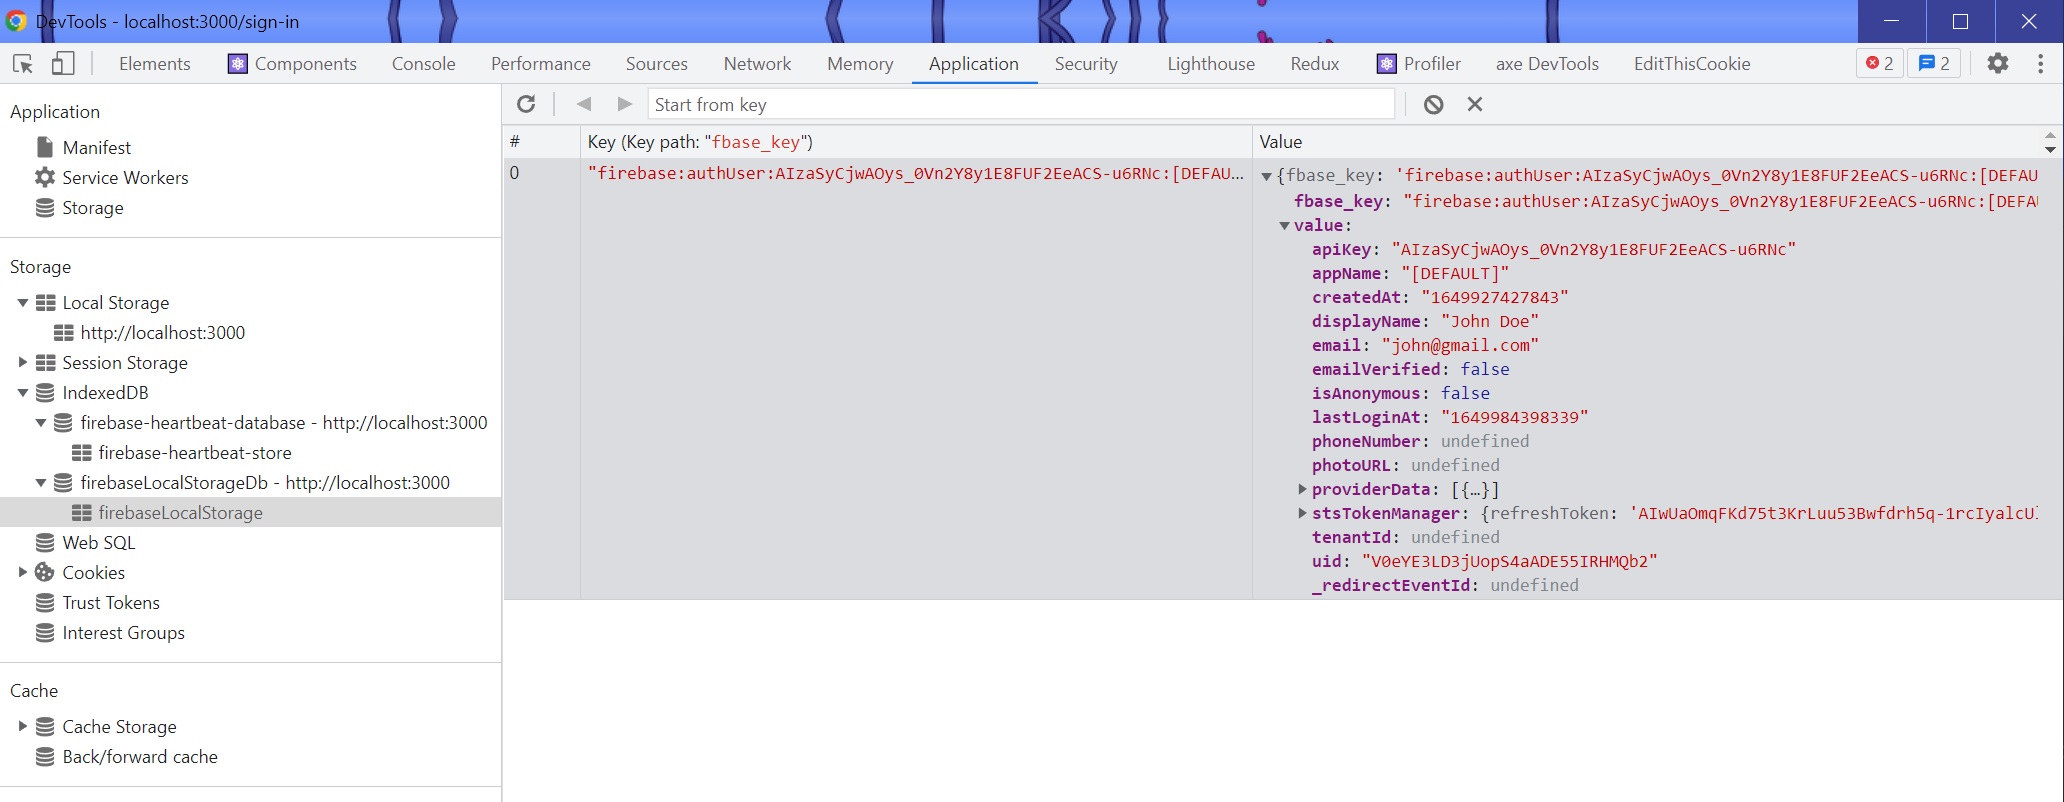 DevTools - localhost:3000/sign-in
Elements Components Console Performance Sources Network Memory Application Security Lighthouse Redux Profiler axe DevTools EditThisCookie 2 2
Application
Manifest
Service Workers
Storage
Storage
Local Storage
http://localhost:3000
Session Storage
IndexedDB
firebase-heartbeat-database - http://localhost:3000
firebase-heartbeat-store
firebaseLocalStorageDb - http://localhost:3000
firebaseLocalStorage
Web SQL
Cookies
Trust Tokens
Interest Groups
Cache
Cache Storage
Back/forward cache
Start from key
# Key (Key path: "fbase_key") Value
0 "firebase:authUser:AIzaSyCjwAOys_0Vn2Y8y1E8FUF2EeACS-u6RNc:[DEFAU… {fbase_key: 'firebase:authUser:AIzaSyCjwAOys_0Vn2Y8y1E8FUF2EeACS-u6RNc:[DEFAU
fbase_key: "firebase:authUser:AIzaSyCjwAOys_0Vn2Y8y1E8FUF2EeACS-u6RNc:[DEFAU
value:
apiKey: "AIzaSyCjwAOys_0Vn2Y8y1E8FUF2EeACS-u6RNc"
appName: "[DEFAULT]"
createdAt: "1649927427843"
displayName: "John Doe"
email: "john@gmail.com"
emailVerified: false
isAnonymous: false
lastLoginAt: "1649984398339"
phoneNumber: undefined
photoURL: undefined
providerData: [{…}]
stsTokenManager: {refreshToken: 'AIwUaOmqFKd75t3KrLuu53Bwfdrh5q-1rcIyalcUl
tenantId: undefined
uid: "V0eYE3LD3jUopS4aADE55IRHMQb2"
_redirectEventId: undefined